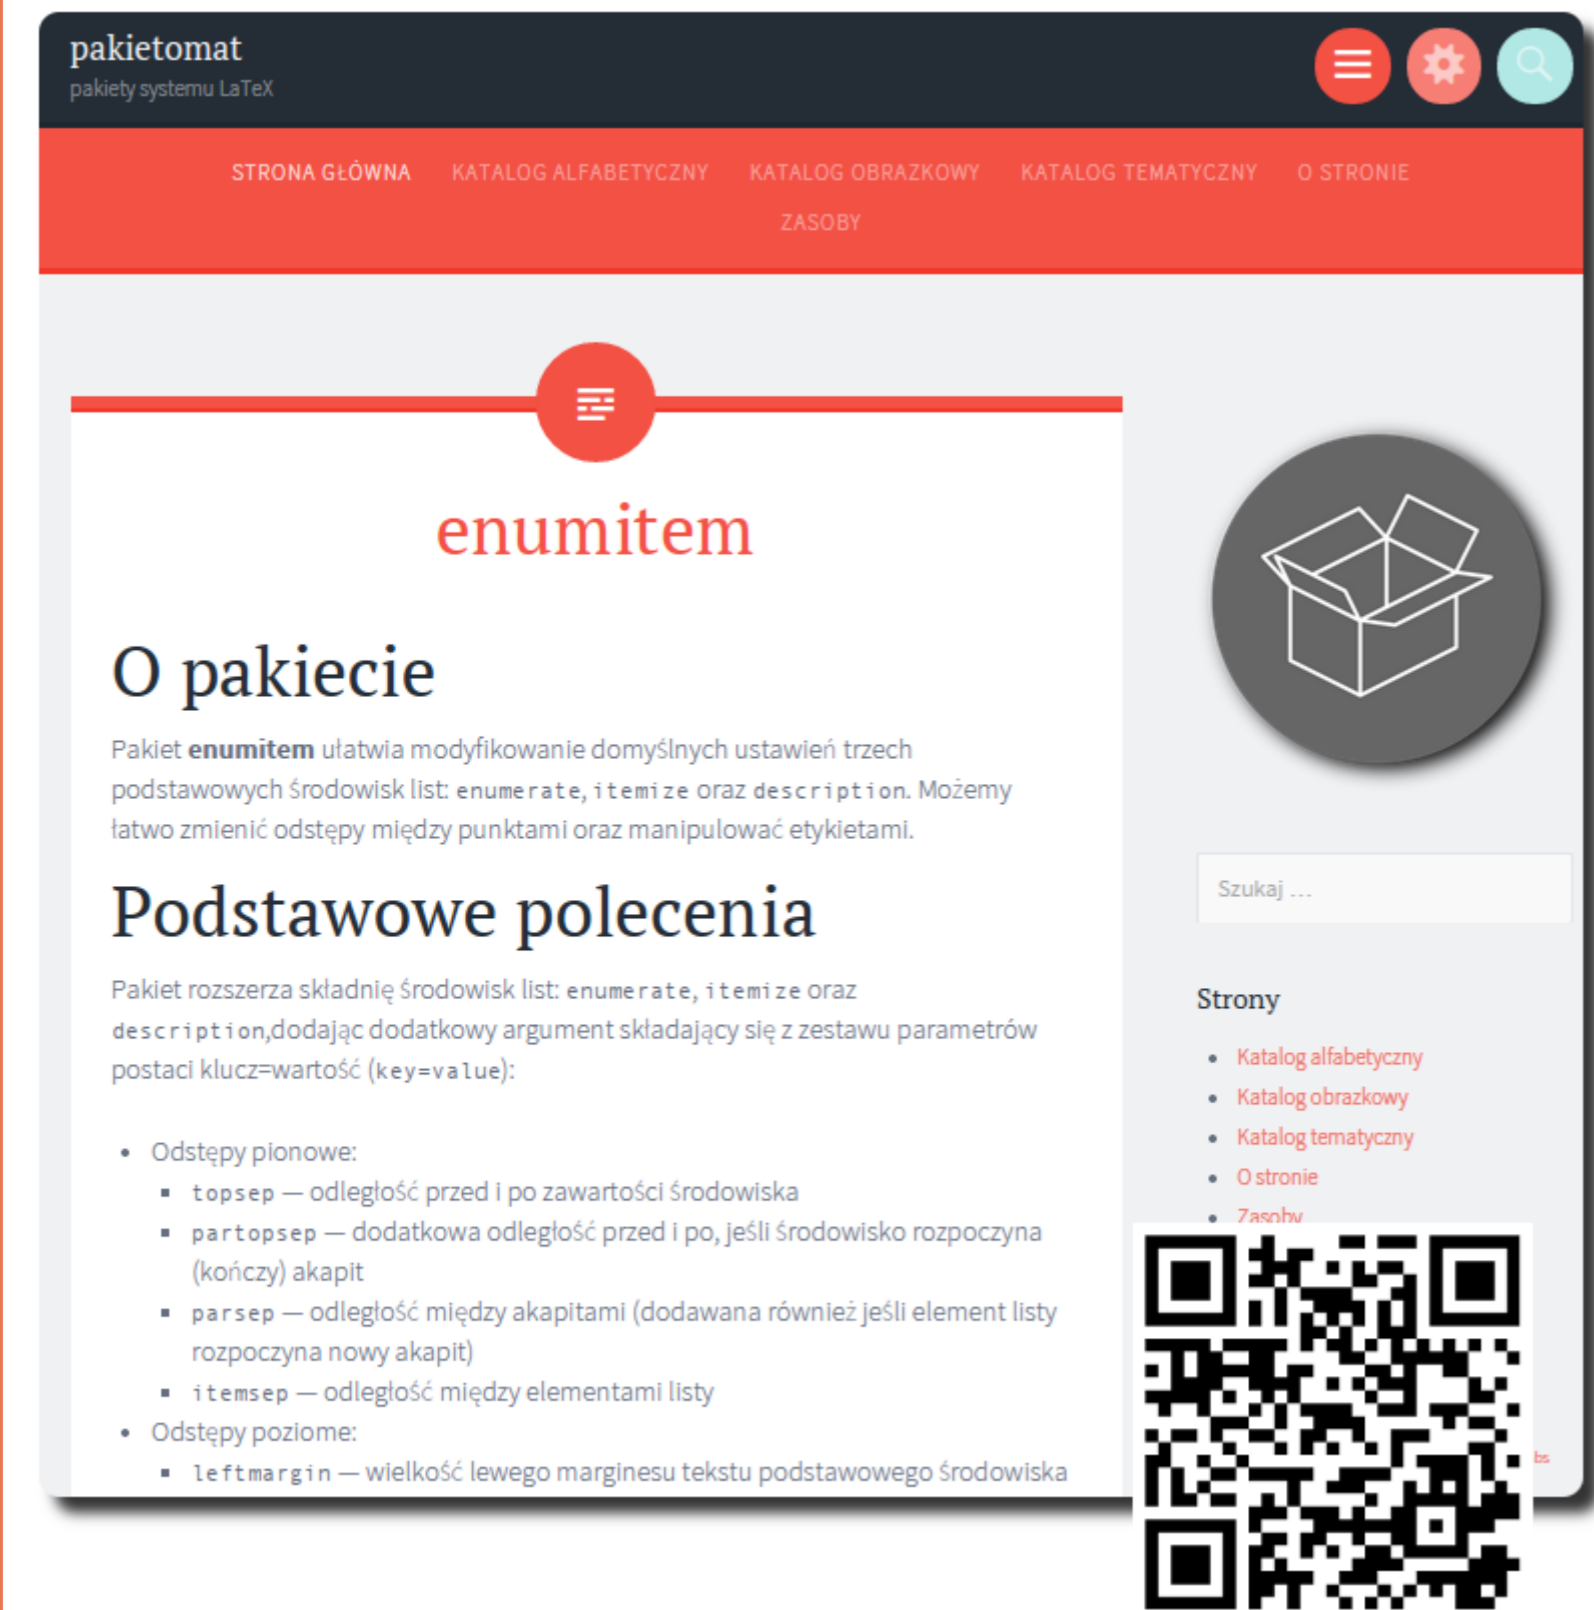 pakietomat
pakiety systemu LaTeX
STRONA GŁÓWNA KATALOG ALFABETYCZNY KATALOG OBRAZKOWY KATALOG TEMATYCZNY O STRONIE
ZASOBY
enumitem
O pakiecie
Pakiet enumitem ułatwia modyfikowanie domyślnych ustawień trzech
podstawowych środowisk list: enumerate, itemize oraz description. Możemy
łatwo zmienić odstępy między punktami oraz manipulować etykietami.
Podstawowe polecenia
Pakiet rozszerza składnię środowisk list: enumerate, itemize oraz
description,dodając dodatkowy argument składający się z zestawu parametrów
postaci klucz=wartość (key=value):
• Odstępy pionowe:
▪ topsep — odległość przed i po zawartości środowiska
▪ partopsep — dodatkowa odległość przed i po, jeśli środowisko rozpoczyna
(kończy) akapit
▪ parsep — odległość między akapitami (dodawana również jeśli element listy
rozpoczyna nowy akapit)
▪ itemsep — odległość między elementami listy
• Odstępy poziome:
▪ leftmargin — wielkość lewego marginesu tekstu podstawowego środowiska
Szukaj …
Strony
• Katalog alfabetyczny
• Katalog obrazkowy
• Katalog tematyczny
• O stronie
• Zasoby
bs